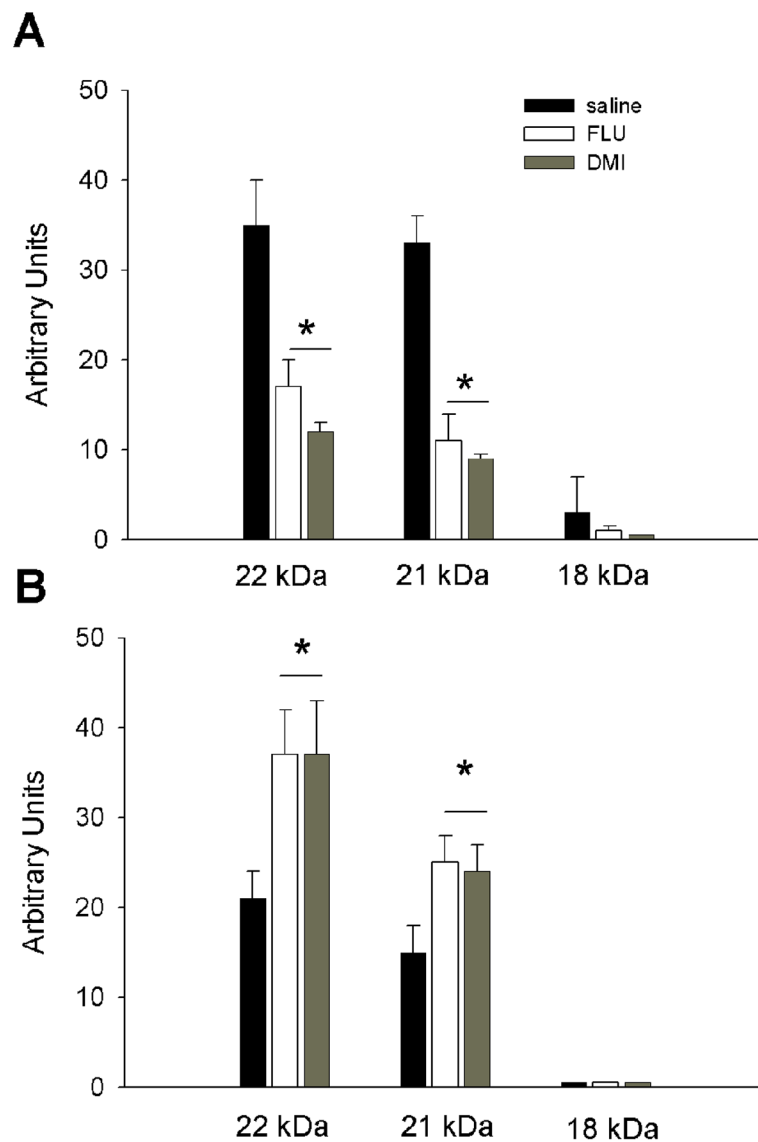 A
50
40
30
20
10
0
Arbitrary Units
saline
FLU
DMI
*
*
22 kDa
21 kDa
18 kDa
B
50
40
30
20
10
0
Arbitrary Units
*
*
22 kDa
21 kDa
18 kDa